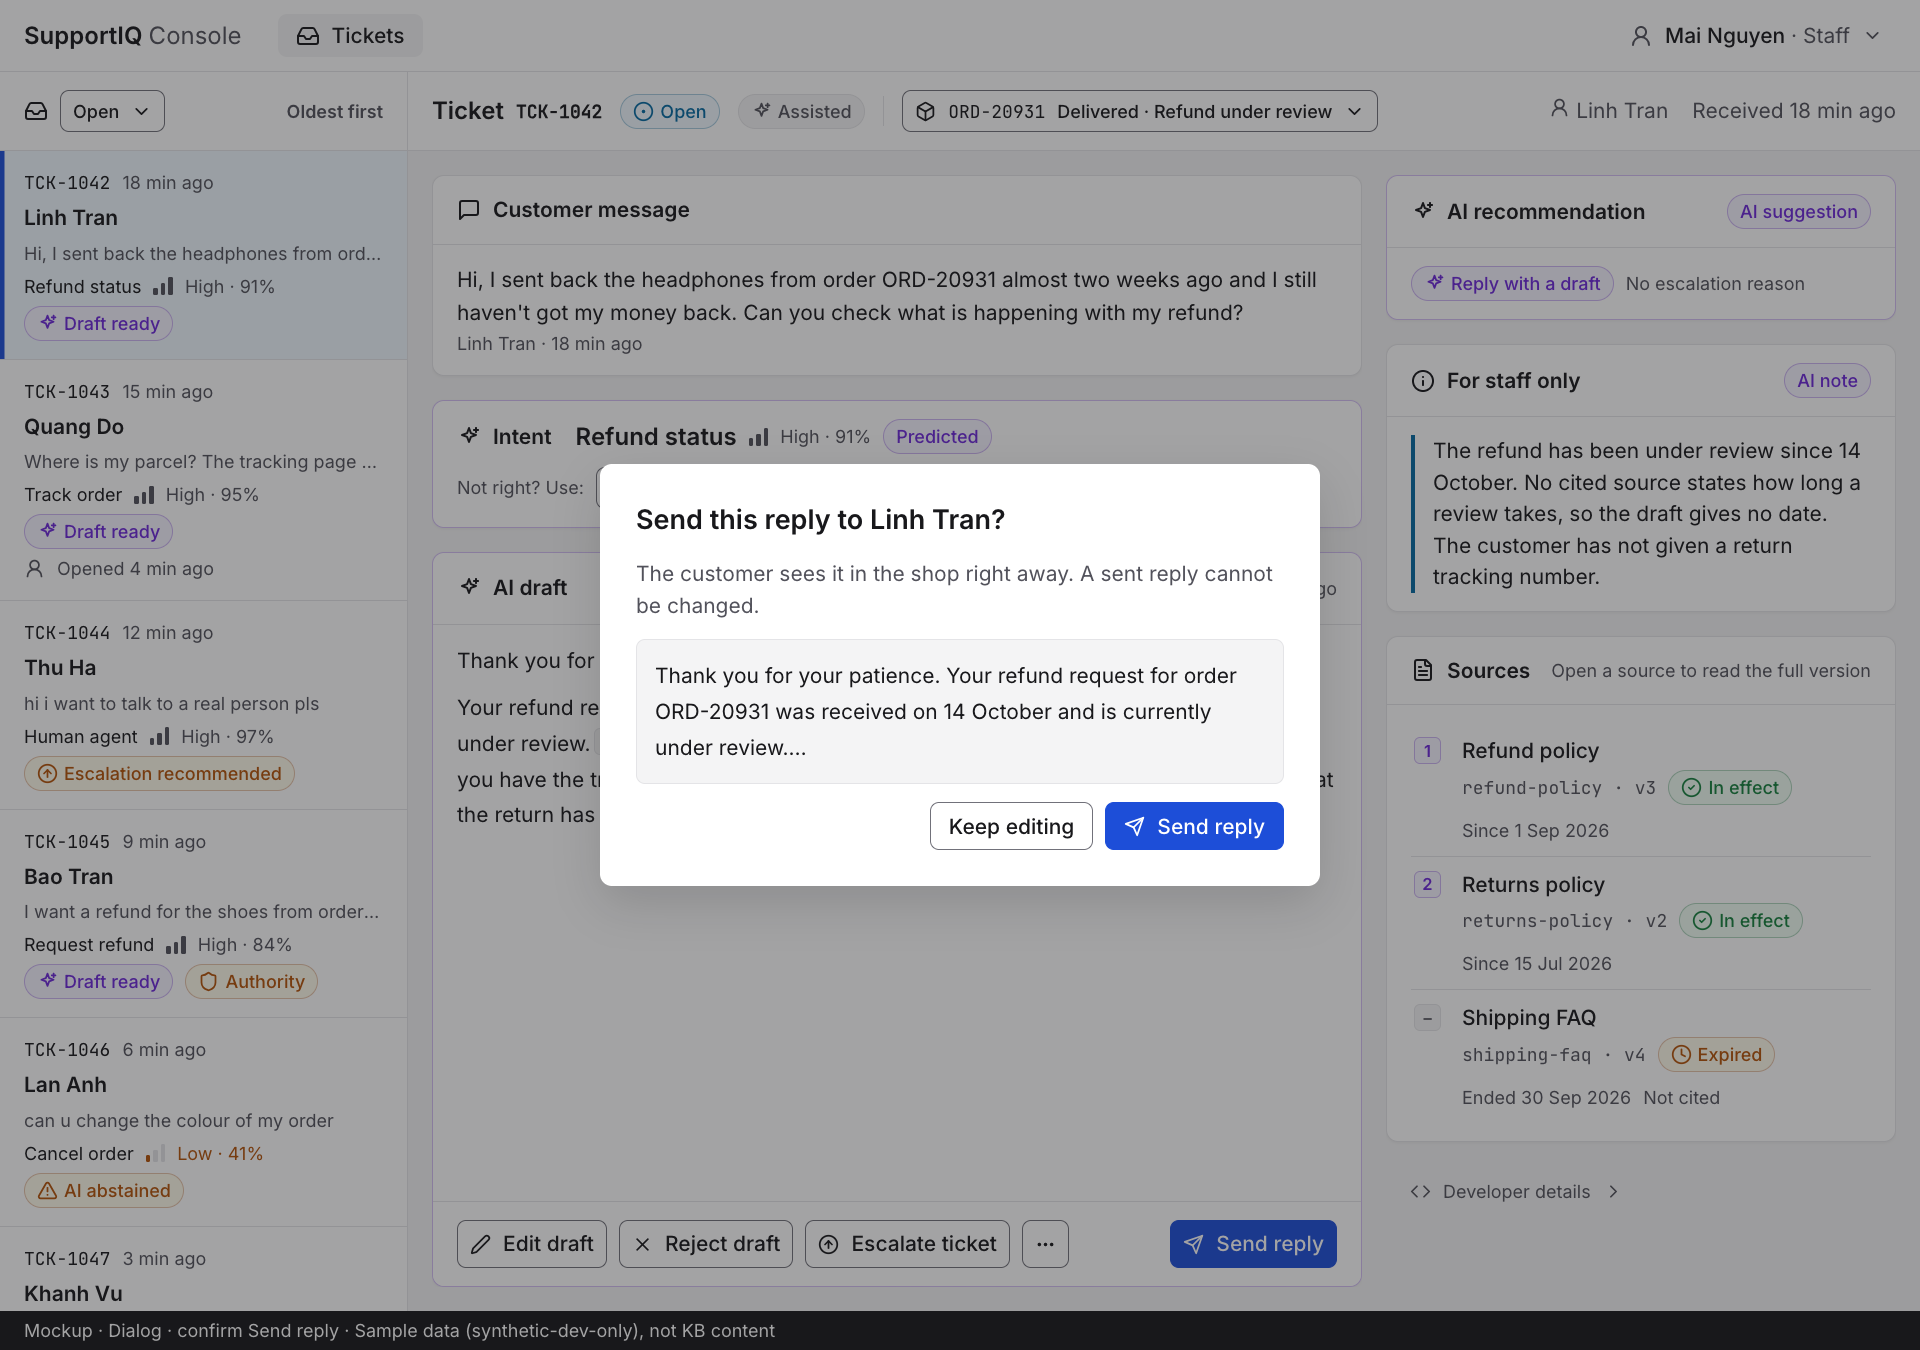 SupportIQ Console
Tickets
Mai Nguyen · Staff
Open
Oldest first
Ticket TCK-1042
Open
Assisted
ORD-20931 Delivered · Refund under review
Linh Tran
Received 18 min ago
TCK-1042 18 min ago
Linh Tran
Hi, I sent back the headphones from ord...
Refund status High · 91%
Draft ready
TCK-1043 15 min ago
Quang Do
Where is my parcel? The tracking page ...
Track order High · 95%
Draft ready
Opened 4 min ago
TCK-1044 12 min ago
Thu Ha
hi i want to talk to a real person pls
Human agent High · 97%
Escalation recommended
TCK-1045 9 min ago
Bao Tran
I want a refund for the shoes from order...
Request refund High · 84%
Draft ready Authority
TCK-1046 6 min ago
Lan Anh
can u change the colour of my order
Cancel order Low · 41%
AI abstained
TCK-1047 3 min ago
Khanh Vu
Customer message
Hi, I sent back the headphones from order ORD-20931 almost two weeks ago and I still
haven't got my money back. Can you check what is happening with my refund?
Linh Tran · 18 min ago
Intent Refund status High · 91% Predicted
Not right? Use:
AI draft
Thank you for
Your refund re
under review.
you have the
the return has
Send this reply to Linh Tran?
The customer sees it in the shop right away. A sent reply cannot
be changed.
Thank you for your patience. Your refund request for order
ORD-20931 was received on 14 October and is currently
under review....
Keep editing
Send reply
Edit draft
Reject draft
Escalate ticket
...
Send reply
AI recommendation
AI suggestion
Reply with a draft
No escalation reason
For staff only
AI note
The refund has been under review since 14
October. No cited source states how long a
review takes, so the draft gives no date.
The customer has not given a return
tracking number.
Sources
Open a source to read the full version
1 Refund policy
refund-policy · v3 In effect
Since 1 Sep 2026
2 Returns policy
returns-policy · v2 In effect
Since 15 Jul 2026
– Shipping FAQ
shipping-faq · v4 Expired
Ended 30 Sep 2026 Not cited
Developer details
Mockup · Dialog · confirm Send reply · Sample data (synthetic-dev-only), not KB content